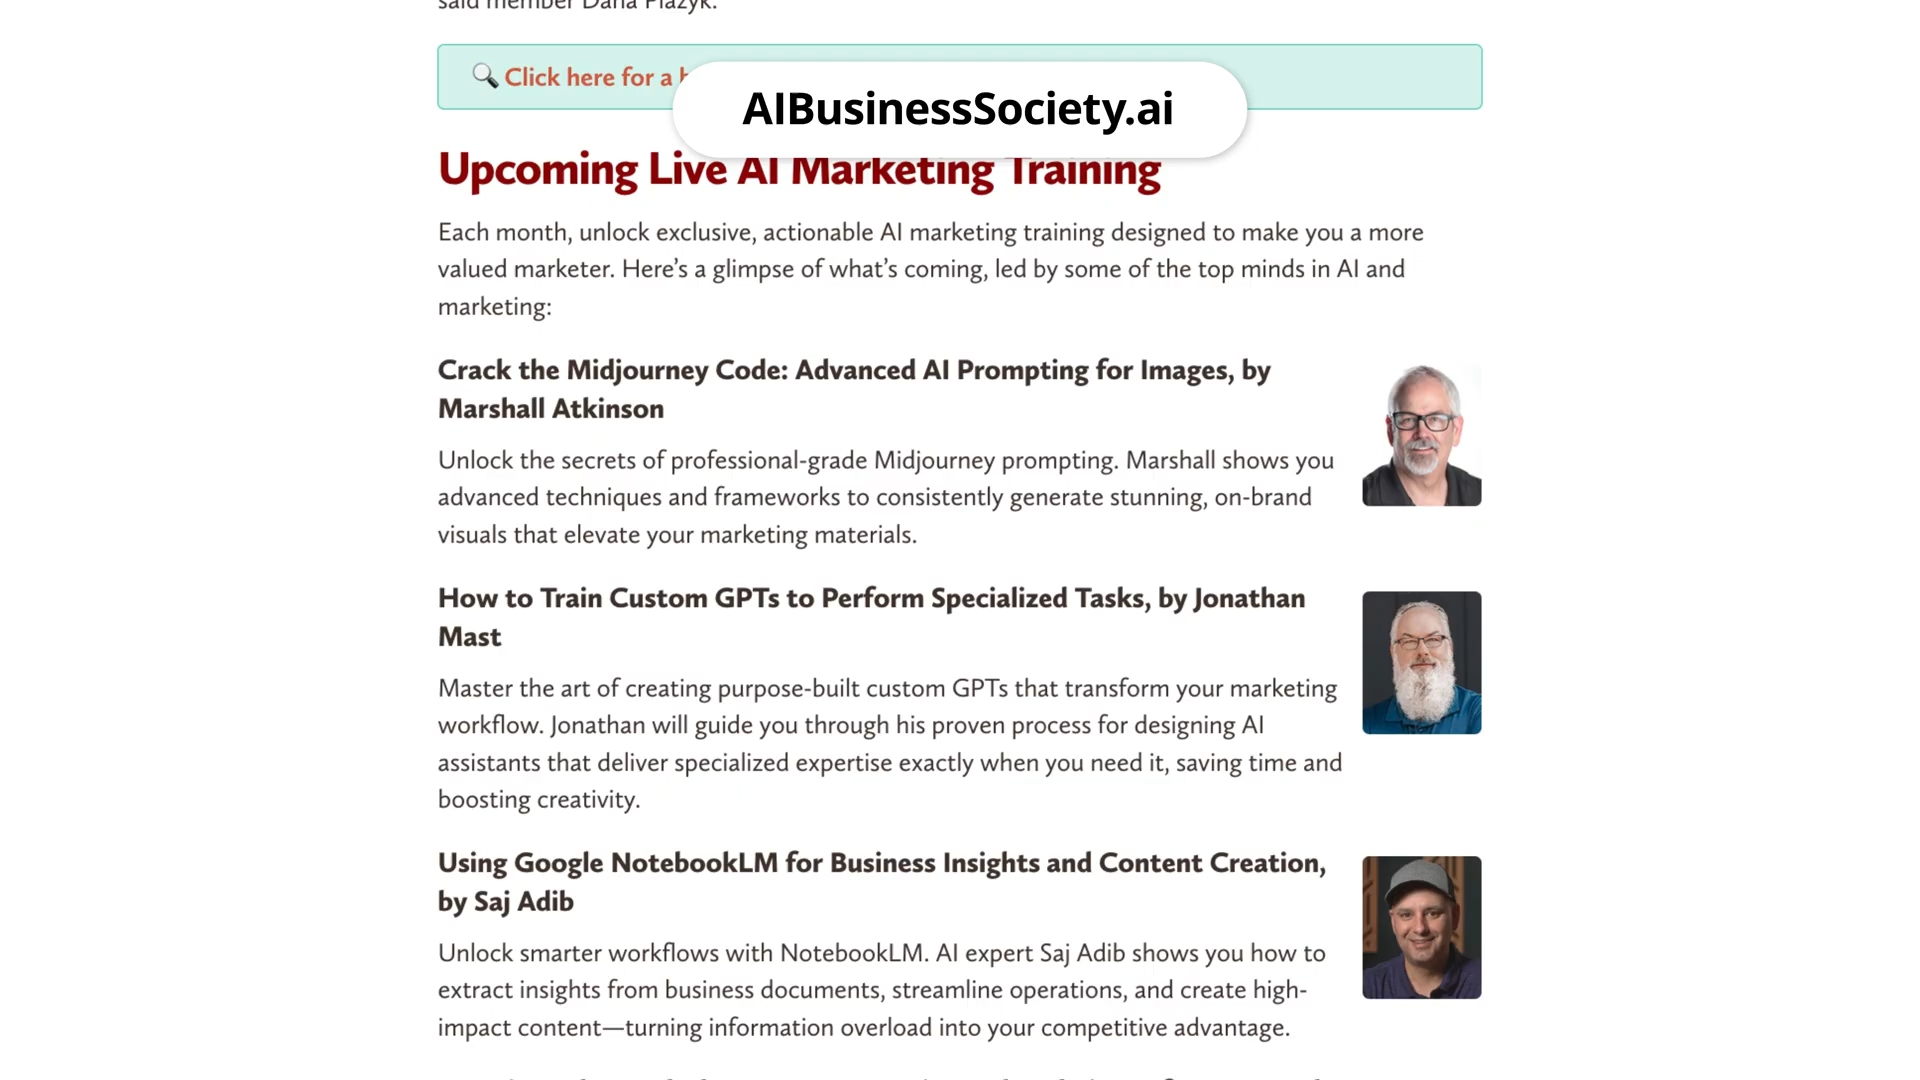 said member Dana Plazyk.
🔍 Click here for a
AIBusinessSociety.ai
Upcoming Live AI Marketing Training
Each month, unlock exclusive, actionable AI marketing training designed to make you a more
valued marketer. Here’s a glimpse of what’s coming, led by some of the top minds in AI and
marketing:
Crack the Midjourney Code: Advanced AI Prompting for Images, by
Marshall Atkinson
Unlock the secrets of professional-grade Midjourney prompting. Marshall shows you
advanced techniques and frameworks to consistently generate stunning, on-brand
visuals that elevate your marketing materials.
How to Train Custom GPTs to Perform Specialized Tasks, by Jonathan
Mast
Master the art of creating purpose-built custom GPTs that transform your marketing
workflow. Jonathan will guide you through his proven process for designing AI
assistants that deliver specialized expertise exactly when you need it, saving time and
boosting creativity.
Using Google NotebookLM for Business Insights and Content Creation,
by Saj Adib
Unlock smarter workflows with NotebookLM. AI expert Saj Adib shows you how to
extract insights from business documents, streamline operations, and create high-
impact content—turning information overload into your competitive advantage.